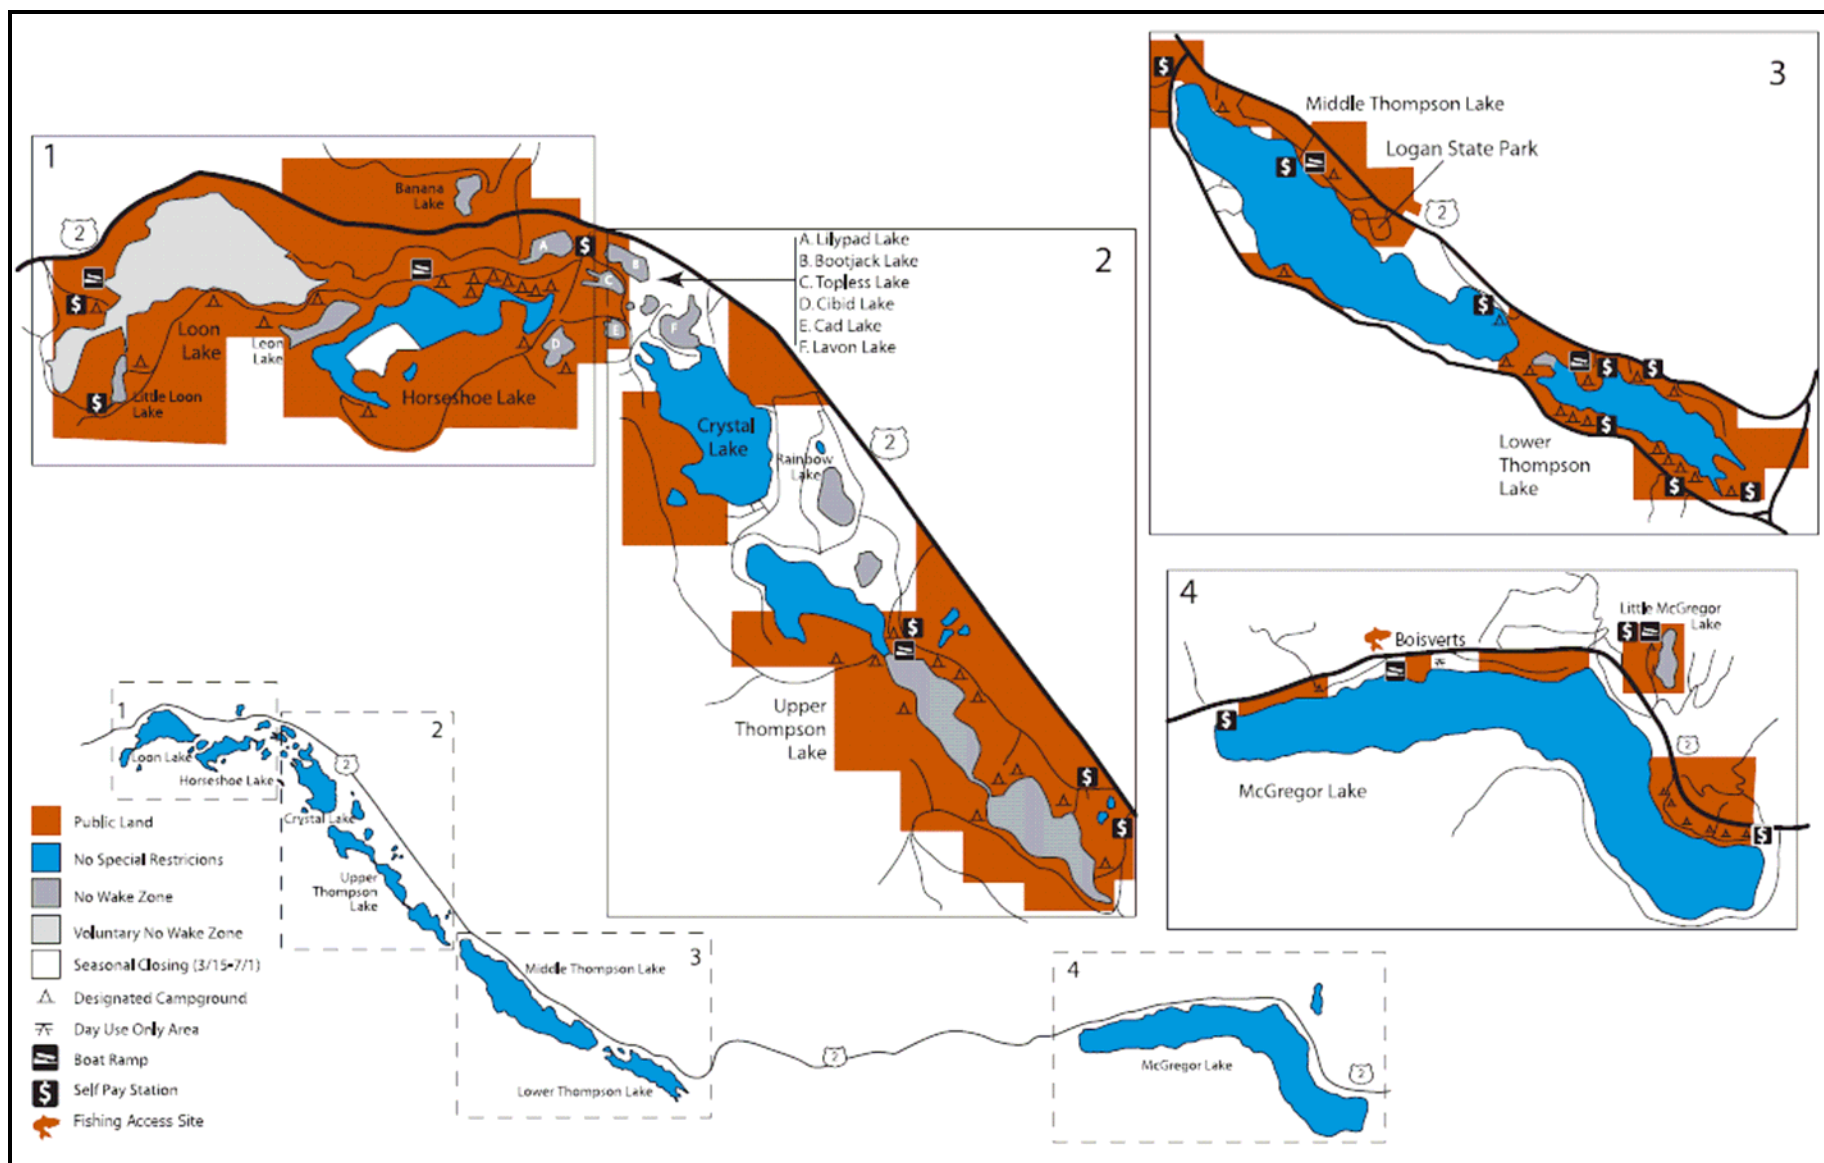 1
2
Banana
Lake
A
B
C
D
E
F
Loon
Lake
Leon
Lake
Little Loon
Lake
Horseshoe Lake
$
$
$
2
A. Lilypad Lake
B. Bootjack Lake
C. Topless Lake
D. Cibid Lake
E. Cad Lake
F. Lavon Lake
Crystal
Lake
Rainbow
Lake
2
Upper
Thompson
Lake
$
$
$
3
Middle Thompson Lake
Logan State Park
2
Lower
Thompson
Lake
$
$
$
$
$
$
$
$
4
Little McGregor
Lake
Boisverts
McGregor Lake
2
$
$
$
1
2
Loon Lake
Horseshoe Lake
2
Crystal Lake
Upper
Thompson
Lake
3
Middle Thompson Lake
Lower Thompson Lake
2
4
McGregor Lake
2
Public Land
No Special Restricions
No Wake Zone
Voluntary No Wake Zone
Seasonal Closing (3/15-7/1)
Designated Campground
Day Use Only Area
Boat Ramp
$ Self Pay Station
Fishing Access Site